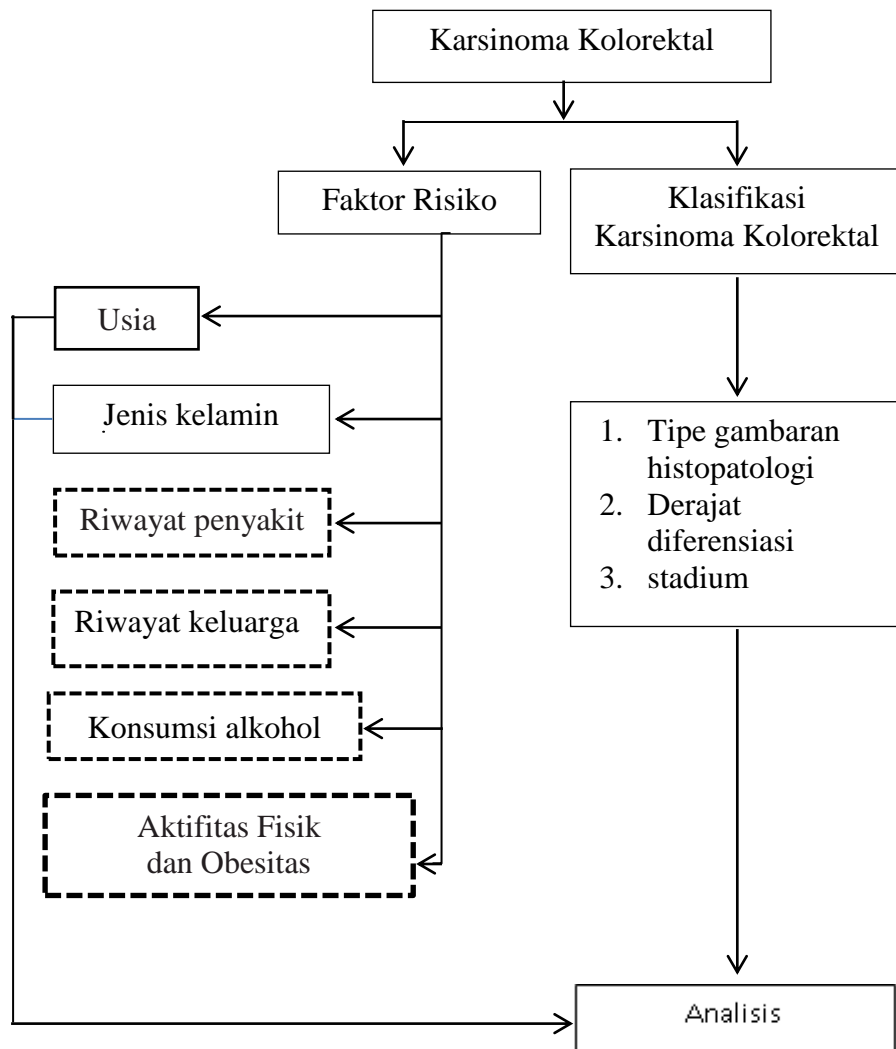 Karsinoma Kolorektal
Faktor Risiko
Klasifikasi
Karsinoma Kolorektal
Usia
Jenis kelamin
Riwayat penyakit
Riwayat keluarga
Konsumsi alkohol
Aktifitas Fisik
dan Obesitas
1. Tipe gambaran
histopatologi
2. Derajat
diferensiasi
3. stadium
Analisis